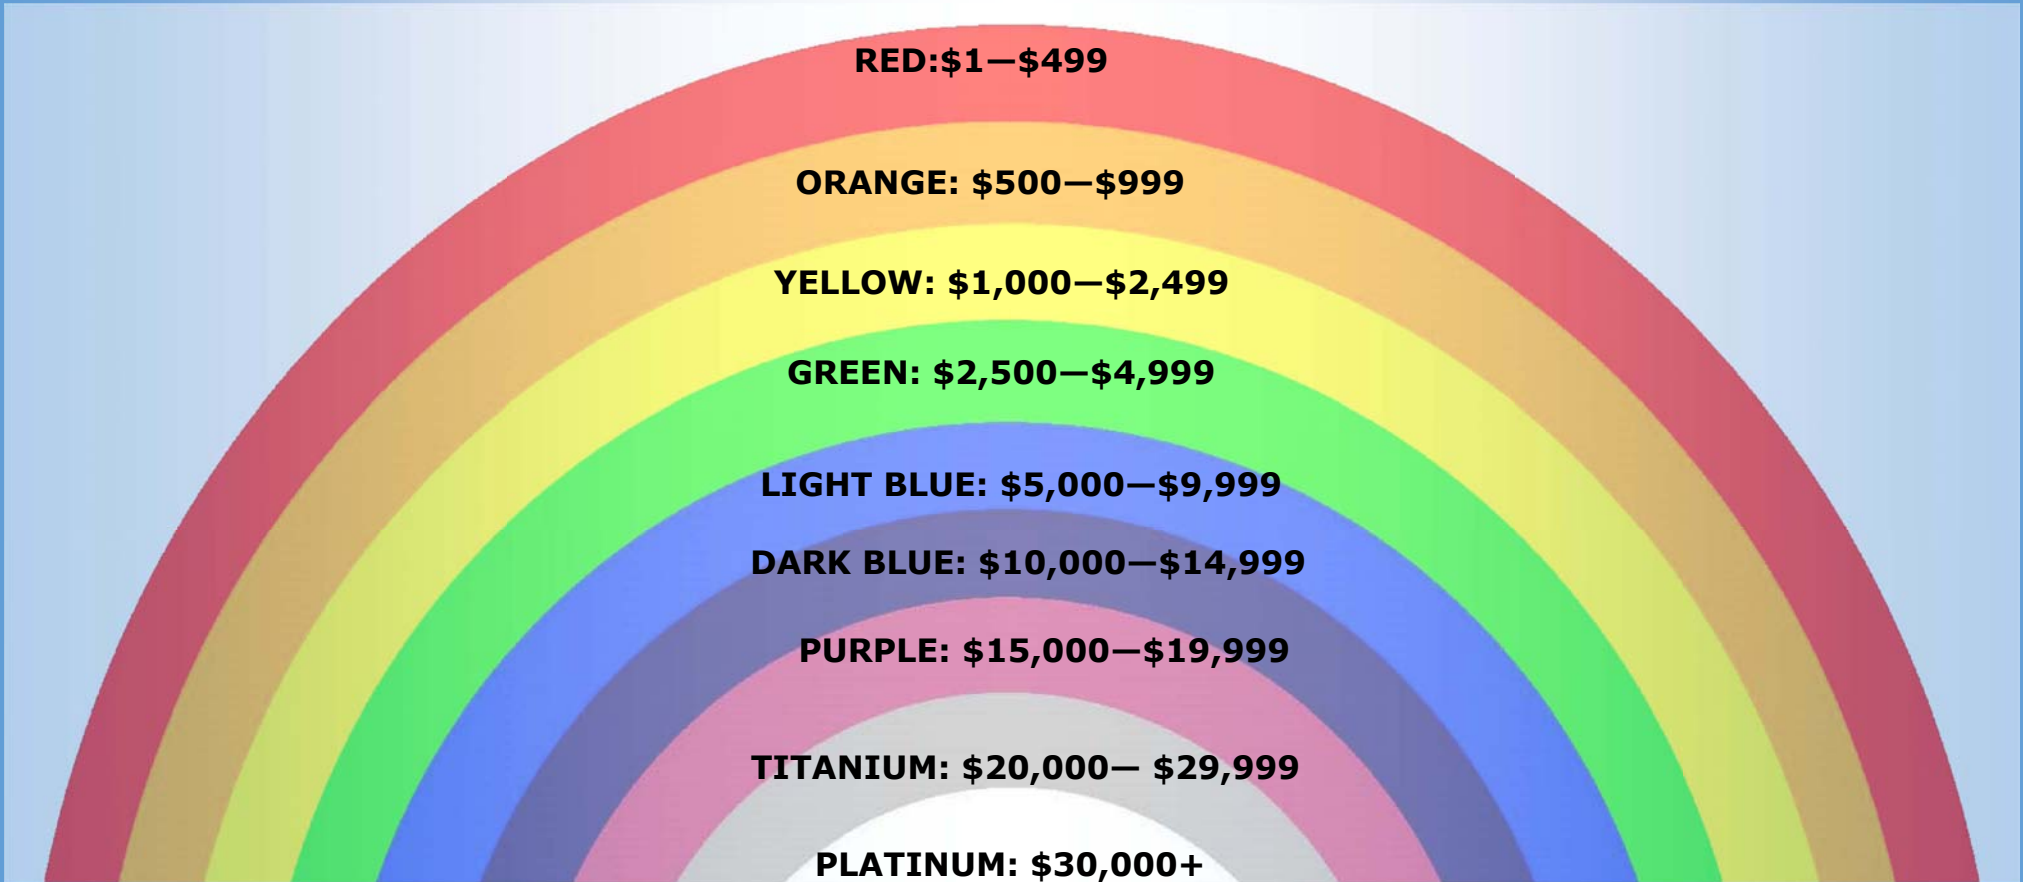 RED:$1—$499
ORANGE: $500—$999
YELLOW: $1,000—$2,499
GREEN: $2,500—$4,999
LIGHT BLUE: $5,000—$9,999
DARK BLUE: $10,000—$14,999
PURPLE: $15,000—$19,999
TITANIUM: $20,000— $29,999
PLATINUM: $30,000+